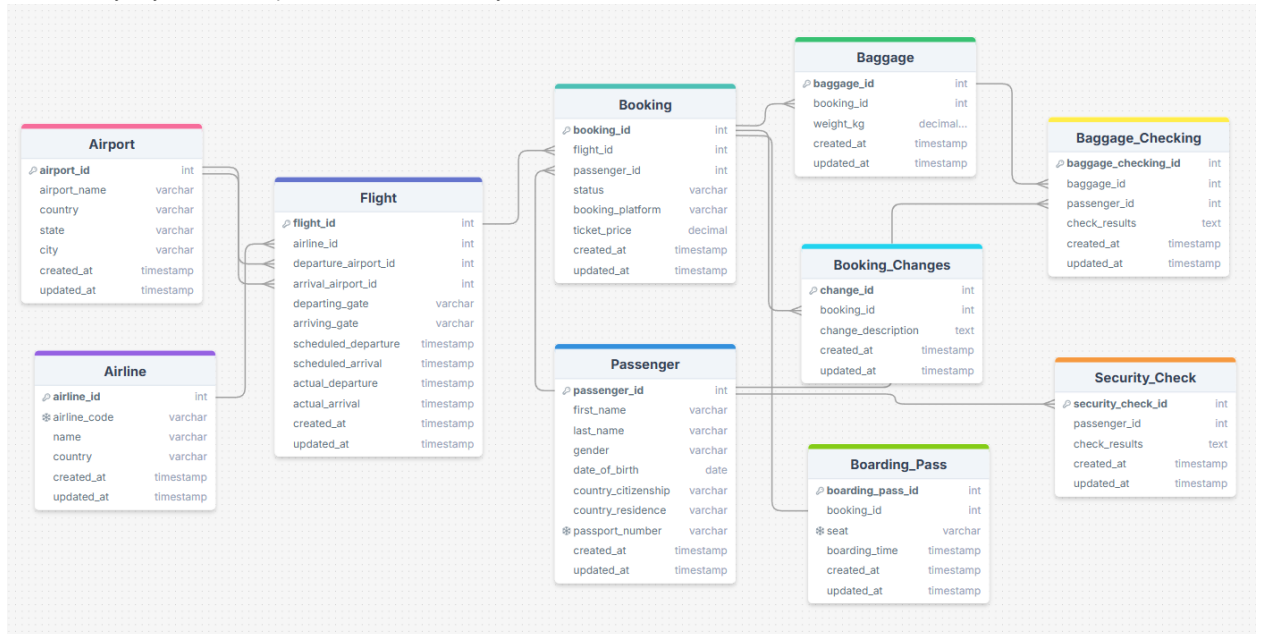 Airport
airport_id int
airport_name varchar
country varchar
state varchar
city varchar
created_at timestamp
updated_at timestamp
Airline
airline_id int
airline_code varchar
name varchar
country varchar
created_at timestamp
updated_at timestamp
Flight
flight_id int
airline_id int
departure_airport_id int
arrival_airport_id int
departing_gate varchar
arriving_gate varchar
scheduled_departure timestamp
scheduled_arrival timestamp
actual_departure timestamp
actual_arrival timestamp
created_at timestamp
updated_at timestamp
Booking
booking_id int
flight_id int
passenger_id int
status varchar
booking_platform varchar
ticket_price decimal
created_at timestamp
updated_at timestamp
Passenger
passenger_id int
first_name varchar
last_name varchar
gender varchar
date_of_birth date
country_citizenship varchar
country_residence varchar
passport_number varchar
created_at timestamp
updated_at timestamp
Baggage
baggage_id int
booking_id int
weight_kg decimal...
created_at timestamp
updated_at timestamp
Booking_Changes
change_id int
booking_id int
change_description text
created_at timestamp
updated_at timestamp
Boarding_Pass
boarding_pass_id int
booking_id int
seat varchar
boarding_time timestamp
created_at timestamp
updated_at timestamp
Baggage_Checking
baggage_checking_id int
baggage_id int
passenger_id int
check_results text
created_at timestamp
updated_at timestamp
Security_Check
security_check_id int
passenger_id int
check_results text
created_at timestamp
updated_at timestamp